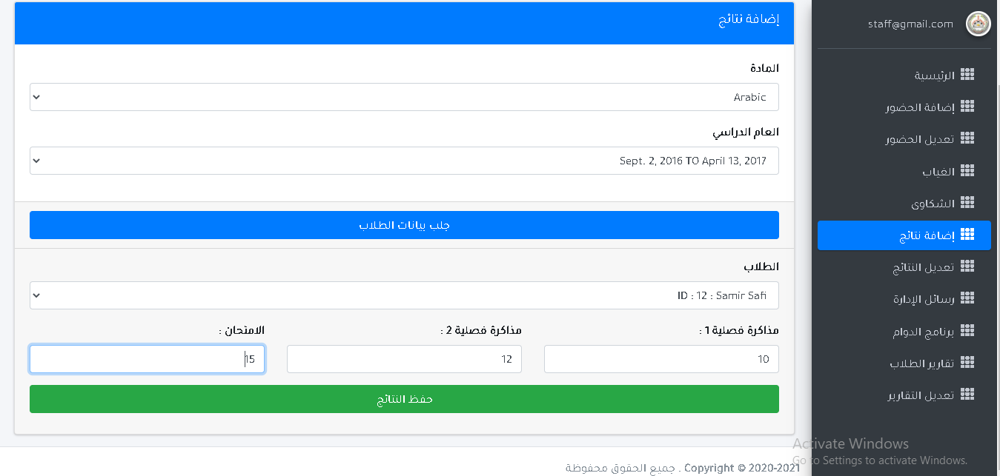 staff@gmail.com
الرئيسية
إضافة الحضور
تعديل الحضور
الغياب
الشكاوى
إضافة نتائج
تعديل النتائج
رسائل الإدارة
برنامج الدوام
تقارير الطلاب
تعديل التقارير
إضافة نتائج
المادة
Arabic
العام الدراسي
Sept. 2, 2016 TO April 13, 2017
جلب بيانات الطلاب
الطلاب
ID : 12 : Samir Safi
مذاكرة فصلية 1 :
10
مذاكرة فصلية 2 :
12
الامتحان :
15
حفظ النتائج
Copyright © 2020-2021 . جميع الحقوق محفوظة
Activate Windows
Go to Settings to activate Windows.